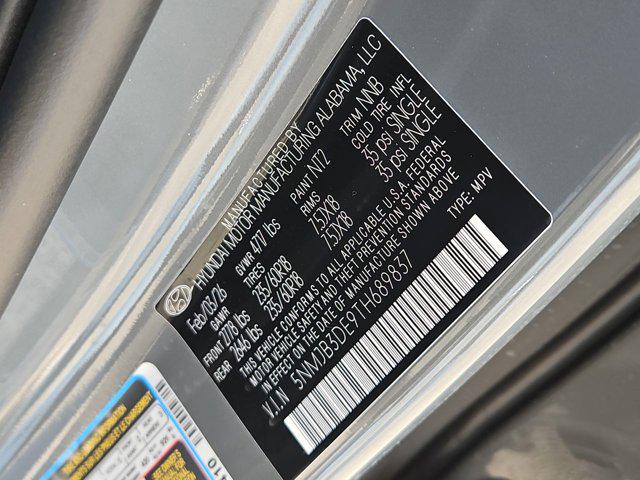 MANUFACTURED BY
HYUNDAI MOTOR MANUFACTURING ALABAMA, LLC
Feb/03/26 GVWR 4717 lbs PAINT N7Z TRIM NNB
GAWR TIRES RIMS COLD TIRE INFL
FRONT 2778 lbs 235/60R18 7.5X18 35 psi SINGLE
REAR 2646 lbs 235/60R18 7.5X18 35 psi SINGLE
THIS VEHICLE CONFORMS TO ALL APPLICABLE U.S.A. FEDERAL
MOTOR VEHICLE SAFETY AND THEFT PREVENTION STANDARDS
IN EFFECT ON THE DATE OF MANUFACTURE SHOWN ABOVE
V.I.N 5NMJB3DE9TH689837 TYPE: MPV